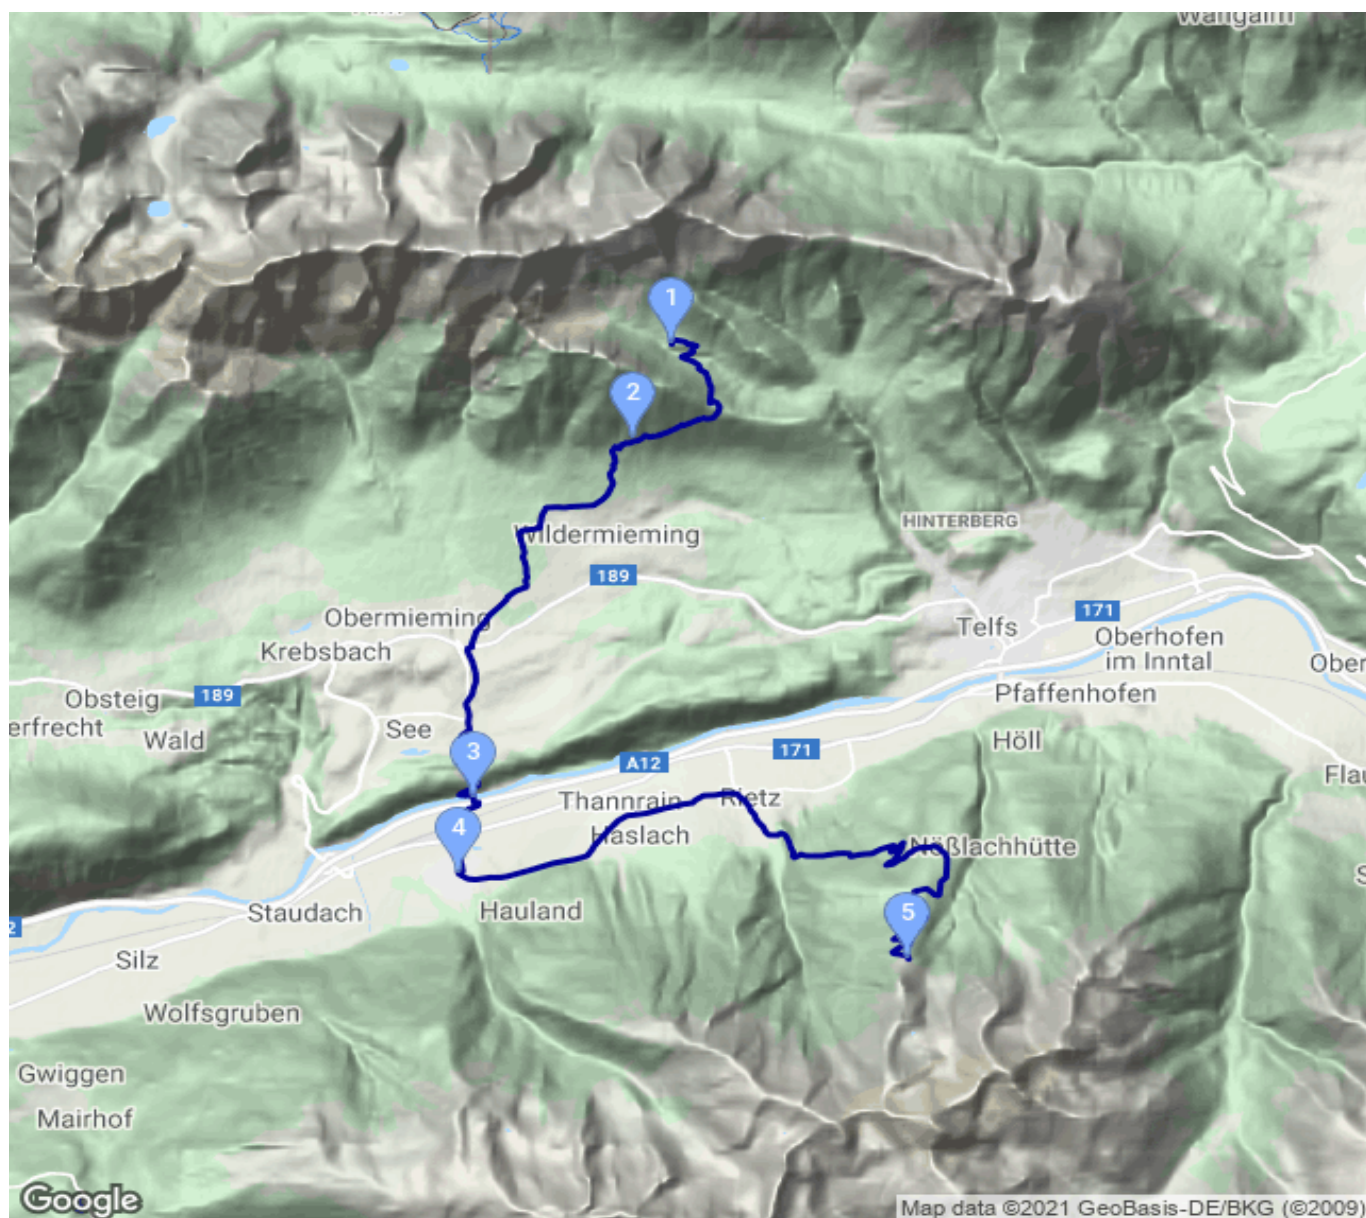 1
2
Wildermieming
HINTERBERG
189
171
Obermieming
Telfs
Oberhofen
im Inntal
Krebsbach
Ober
Obsteig
189
Pfaffenhofen
erfrecht
Wald
See
Höll
3
A12
171
Flau
Thannrain
Rietz
4
Haslach
Nößlachhütte
S
Staudach
Hauland
5
2
Silz
Wolfsgruben
Gwiggen
Mairhof
Google
Map data ©2021 GeoBasis-DE/BKG (©2009)